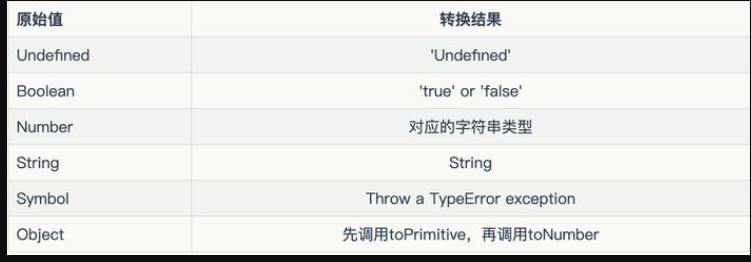 原始值 转换结果
Undefined 'Undefined'
Boolean 'true' or 'false'
Number 对应的字符串类型
String String
Symbol Throw a TypeError exception
Object 先调用toPrimitive，再调用toNumber